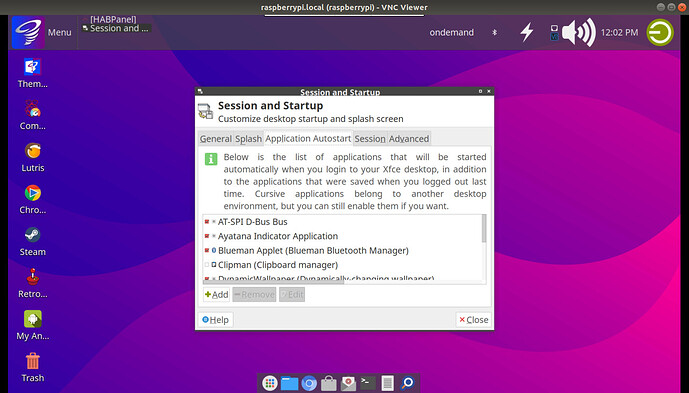 raspberrypi.local (raspberrypi) - VNC Viewer
Menu
[HABPanel]
Session and ...
ondemand
12:02 PM
Them...
Com...
Lutris
Chro...
Steam
Retro...
My An...
Trash
Session and Startup
Session and Startup
Customize desktop startup and splash screen
General Splash Application Autostart Session Advanced
Below is the list of applications that will be started
automatically when you login to your Xfce desktop, in addition
to the applications that were saved when you logged out last
time. Cursive applications belong to another desktop
environment, but you can still enable them if you want.
AT-SPI D-Bus Bus
Ayatana Indicator Application
Blueman Applet (Blueman Bluetooth Manager)
Clipman (Clipboard manager)
DynamicWallpaper (Dynamically-changing wallpaper)
Add Remove Edit
Help Close